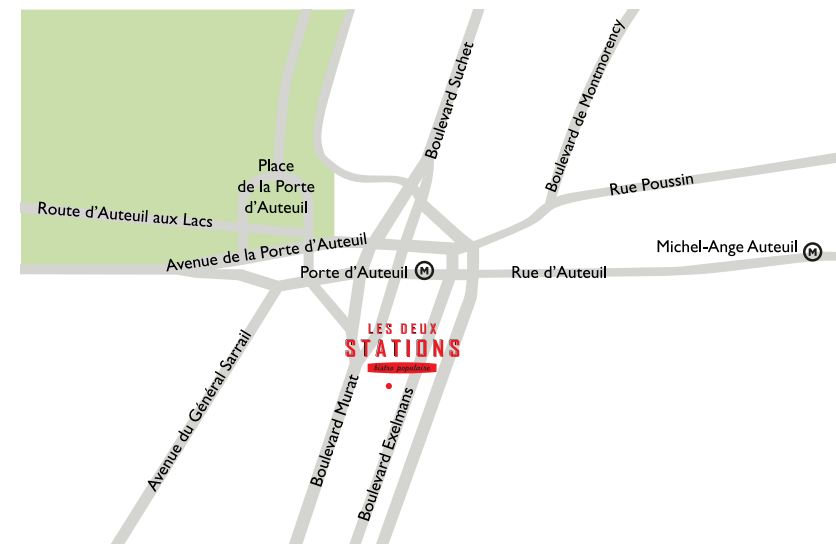 Boulevard Suchet
Boulevard de Montmorency
Place
de la Porte
d'Auteuil
Rue Poussin
Route d'Auteuil aux Lacs
Avenue de la Porte d'Auteuil
Michel-Ange Auteuil M
Porte d'Auteuil M
Rue d'Auteuil
LES DEUX
STATIONS
bistro populaire
Avenue du Général Sarrail
Boulevard Murat
Boulevard Exelmans